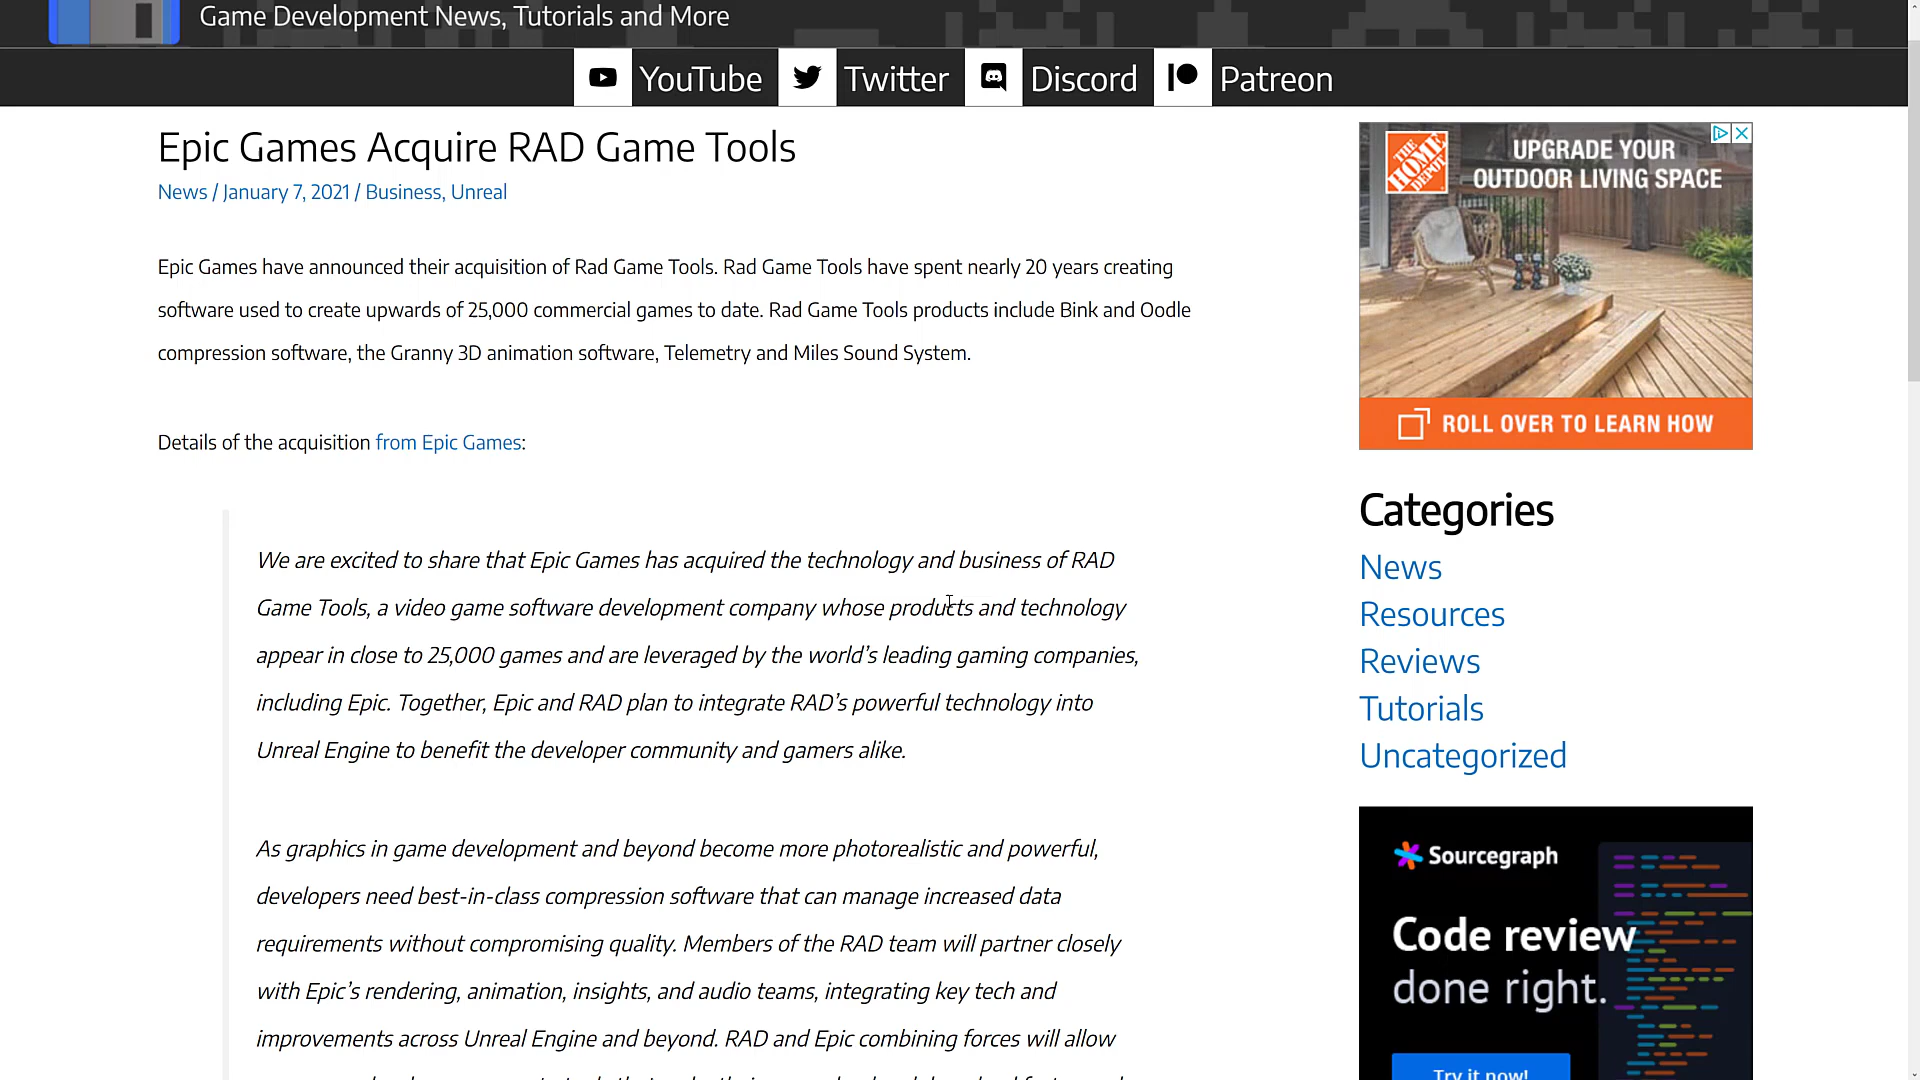 Game Development News, Tutorials and More
YouTube
Twitter
Discord
Patreon
Epic Games Acquire RAD Game Tools
News / January 7, 2021 / Business, Unreal
Epic Games have announced their acquisition of Rad Game Tools. Rad Game Tools have spent nearly 20 years creating
software used to create upwards of 25,000 commercial games to date. Rad Game Tools products include Bink and Oodle
compression software, the Granny 3D animation software, Telemetry and Miles Sound System.
Details of the acquisition from Epic Games:
We are excited to share that Epic Games has acquired the technology and business of RAD
Game Tools, a video game software development company whose products and technology
appear in close to 25,000 games and are leveraged by the world’s leading gaming companies,
including Epic. Together, Epic and RAD plan to integrate RAD’s powerful technology into
Unreal Engine to benefit the developer community and gamers alike.
As graphics in game development and beyond become more photorealistic and powerful,
developers need best-in-class compression software that can manage increased data
requirements without compromising quality. Members of the RAD team will partner closely
with Epic’s rendering, animation, insights, and audio teams, integrating key tech and
improvements across Unreal Engine and beyond. RAD and Epic combining forces will allow
THE HOME DEPOT
UPGRADE YOUR
OUTDOOR LIVING SPACE
ROLL OVER TO LEARN HOW
Categories
News
Resources
Reviews
Tutorials
Uncategorized
Sourcegraph
Code review
done right.
Try it now!